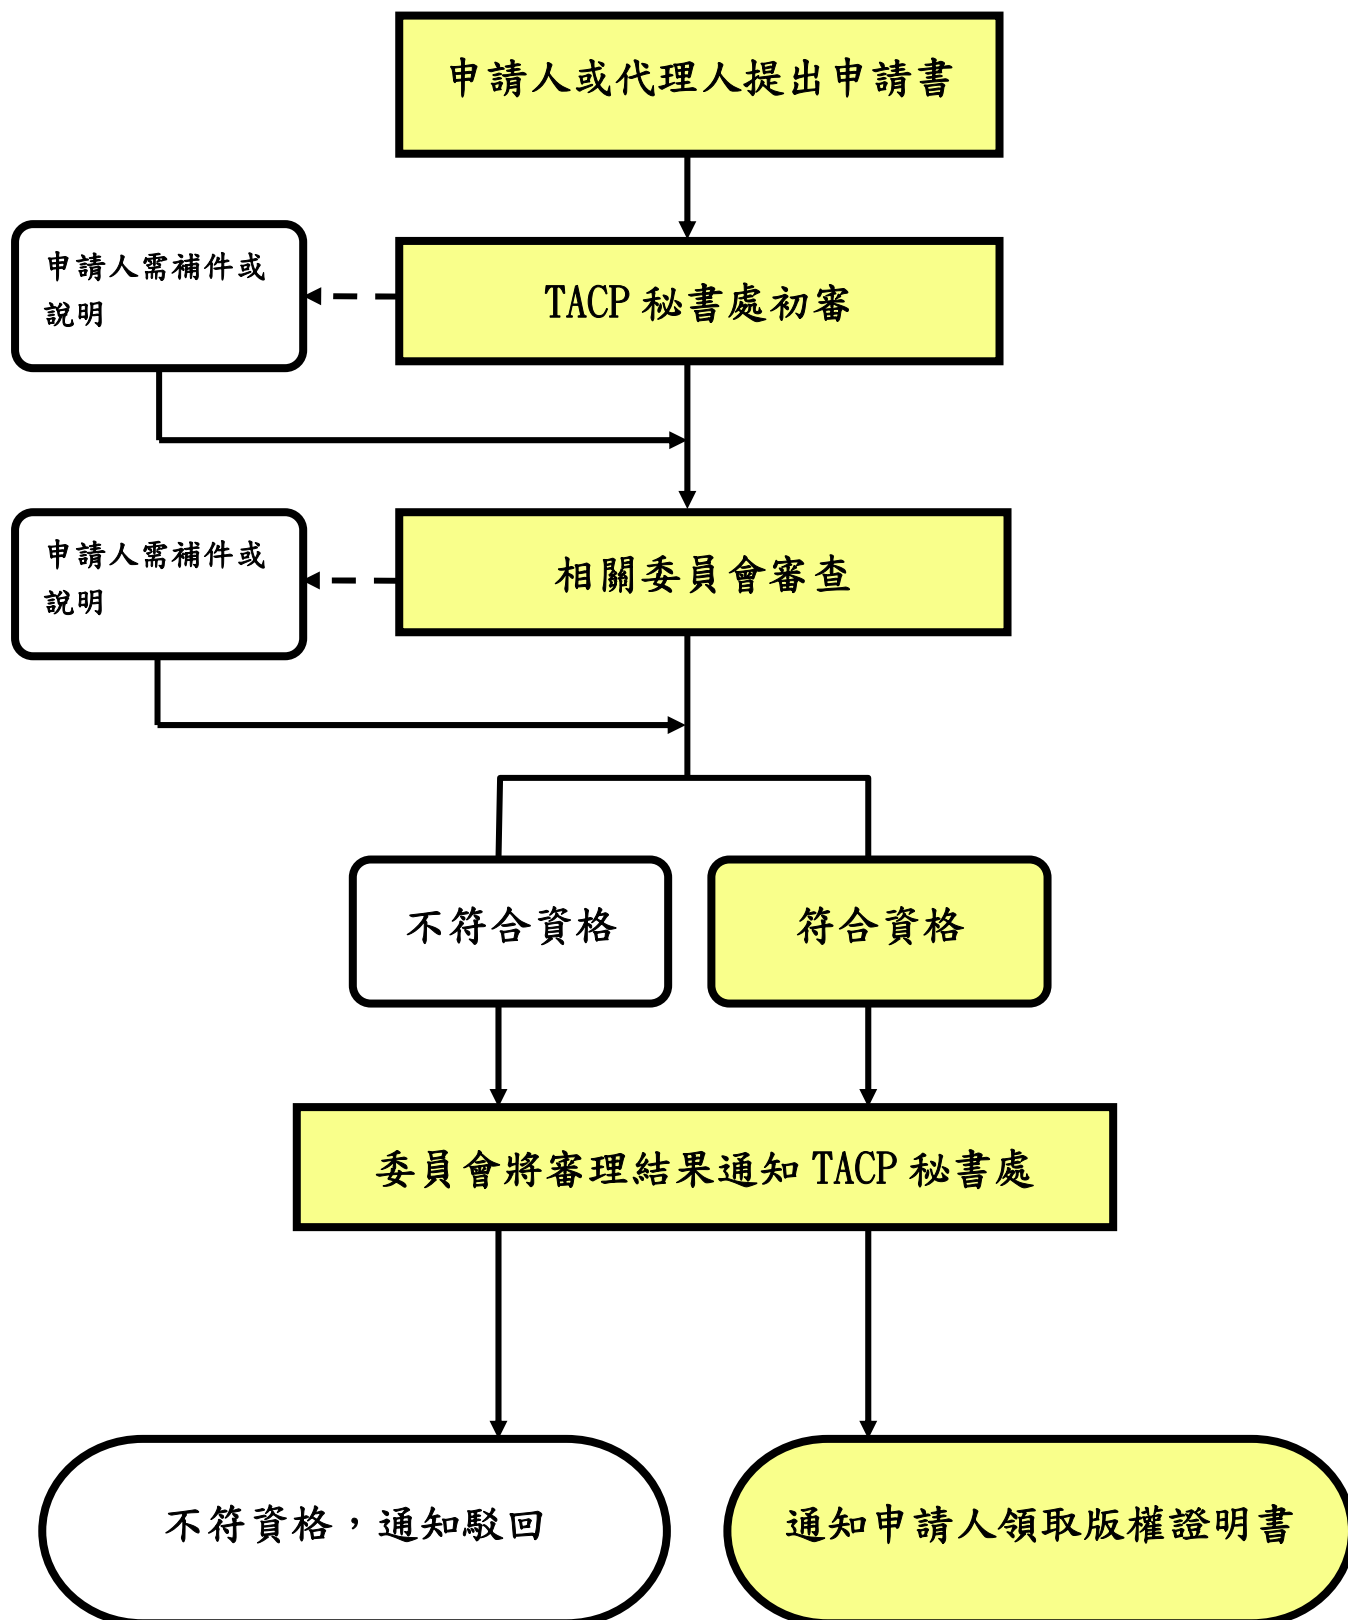 申請人或代理人提出申請書
申請人需補件或
說明
TACP 秘書處初審
申請人需補件或
說明
相關委員會審查
不符合資格
符合資格
委員會將審理結果通知 TACP 秘書處
不符資格，通知駁回
通知申請人領取版權證明書